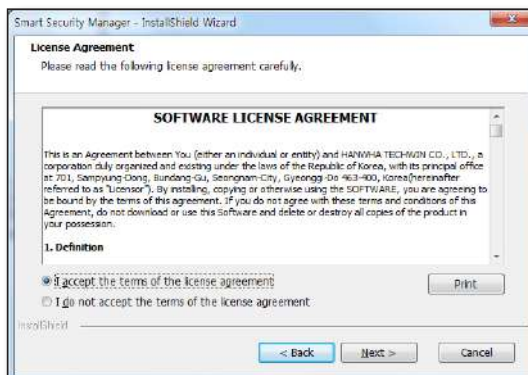 Smart Security Manager - InstallShield Wizard
License Agreement
Please read the following license agreement carefully.
SOFTWARE LICENSE AGREEMENT
This is an Agreement between You (either an individual or entity) and HANWHA TECHWIN CO., LTD., a
corporation duly organized and existing under the laws of the Republic of Korea, with its principal office
at 701, Sampyung-Dong, Bundang-Gu, Seongnam-City, Gyeonggi-Do 463-400, Korea(hereinafter
referred to as "Licensor"). By installing, copying or otherwise using the SOFTWARE, you are agreeing to
be bound by the terms of this agreement. If you do not agree with these terms and conditions of this
Agreement, do not download or use this Software and delete or destroy all copies of the product in
your possession.
1. Definition
I accept the terms of the license agreement
Print
I do not accept the terms of the license agreement
InstallShield
< Back
Next >
Cancel